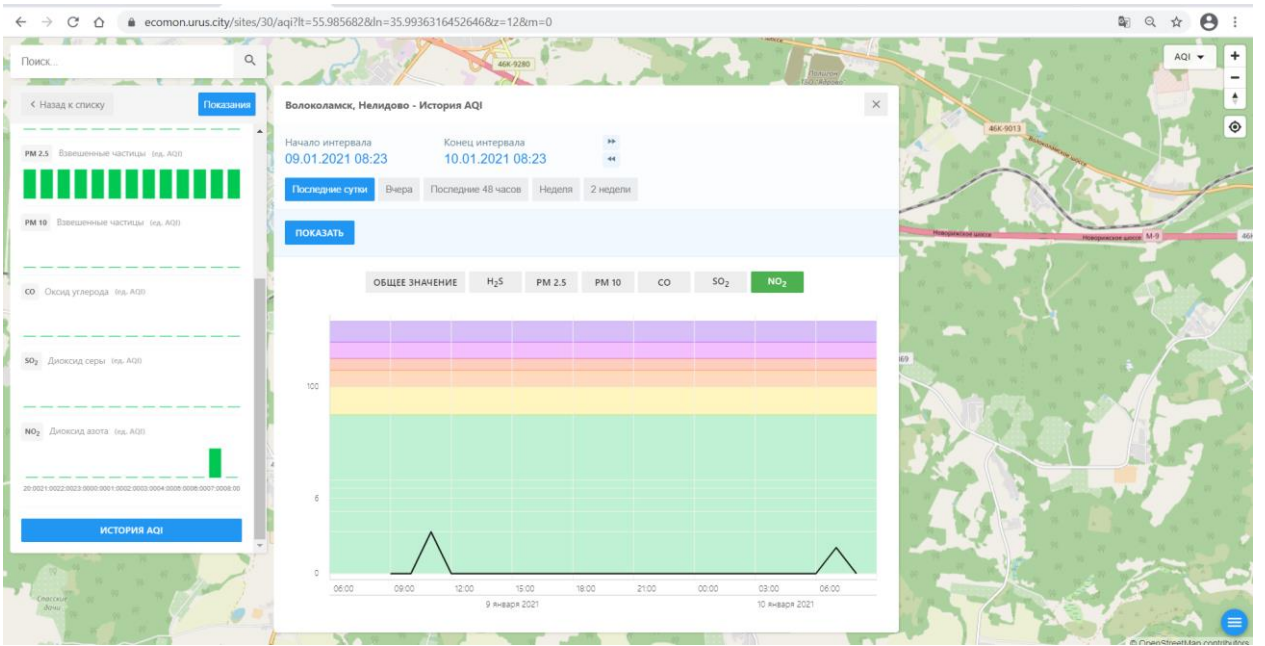 ecomon.urus.city/sites/30/aqi?lt=55.985682&ln=35.99363164526468&z=12&m=0
Поиск...
46К-9280
AQI
< Назад к списку
Показания
Волоколамск, Нелидово - История AQI
Начало интервала
Конец интервала
09.01.2021 08:23
10.01.2021 08:23
Последние сутки Вчера Последние 48 часов Неделя 2 недели
ПОКАЗАТЬ
PM 2.5 Взвешенные частицы (ед. AQI)
PM 10 Взвешенные частицы (ед. AQI)
CO Оксид углерода (ед. AQI)
SO₂ Диоксид серы (ед. AQI)
NO₂ Диоксид азота (ед. AQI)
ИСТОРИЯ AQI
ОБЩЕЕ ЗНАЧЕНИЕ H₂S PM 2.5 PM 10 CO SO₂ NO₂
100
6
0
06:00 09:00 12:00 15:00 18:00 21:00 00:00 03:00 06:00
9 января 2021
10 января 2021
46К-9013
Волоколамское шоссе
Новорижское шоссе
Новорижское шоссе M-9
46К
Спасские
дачи
© OpenStreetMap contributors